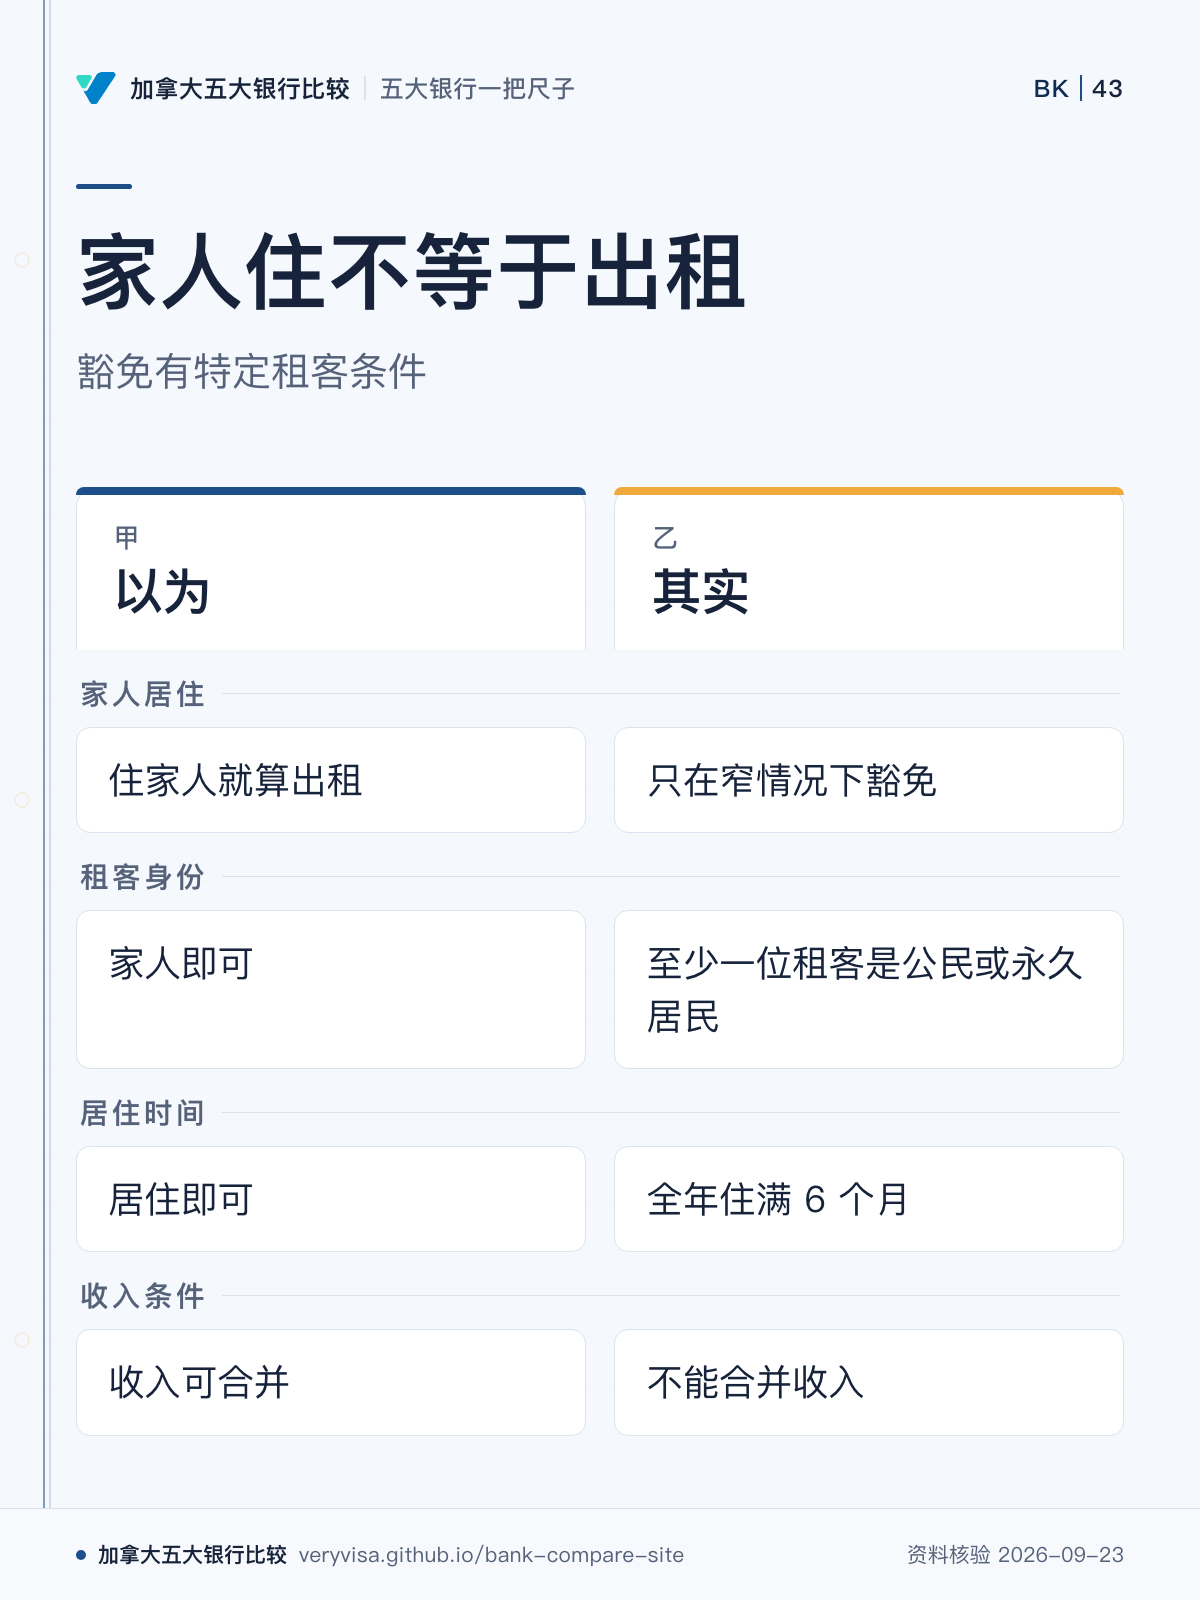 加拿大五大银行比较 | 五大银行一把尺子
BK | 43
家人住不等于出租
豁免有特定租客条件
甲
以为
乙
其实
家人居住
住家人就算出租
只在窄情况下豁免
租客身份
家人即可
至少一位租客是公民或永久
居民
居住时间
居住即可
全年住满 6 个月
收入条件
收入可合并
不能合并收入
加拿大五大银行比较 veryvisa.github.io/bank-compare-site
资料核验 2026-09-23